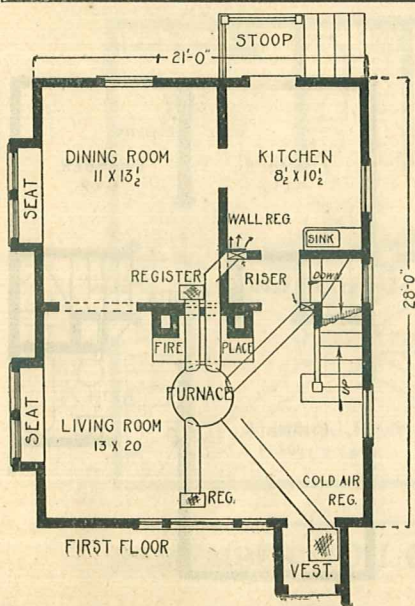 STOOP
21'-0"
DINING ROOM
11 X 13½
KITCHEN
8½ X 10½
SEAT
WALL REG.
SINK
REGISTER
RISER
DOWN
28'-0"
FIRE PLACE
FURNACE
UP
SEAT
LIVING ROOM
13 X 20
COLD AIR
REG.
REG.
FIRST FLOOR
VEST.